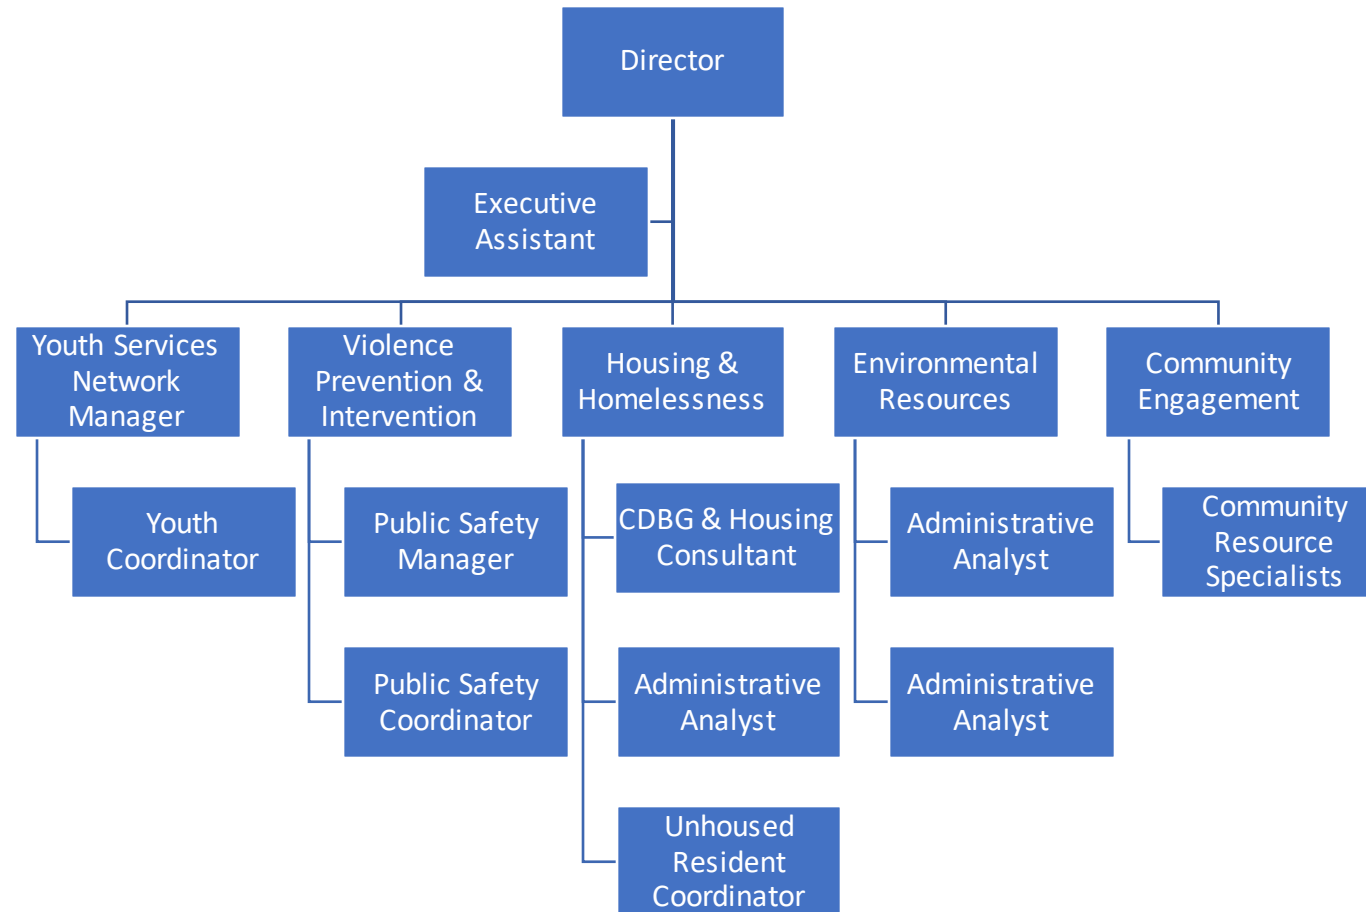 Director
Executive
Assistant
Youth Services
Network
Manager
Violence
Prevention &
Intervention
Housing &
Homelessness
Environmental
Resources
Community
Engagement
Youth
Coordinator
Public Safety
Manager
CDBG & Housing
Consultant
Administrative
Analyst
Community
Resource
Specialists
Public Safety
Coordinator
Administrative
Analyst
Administrative
Analyst
Unhoused
Resident
Coordinator